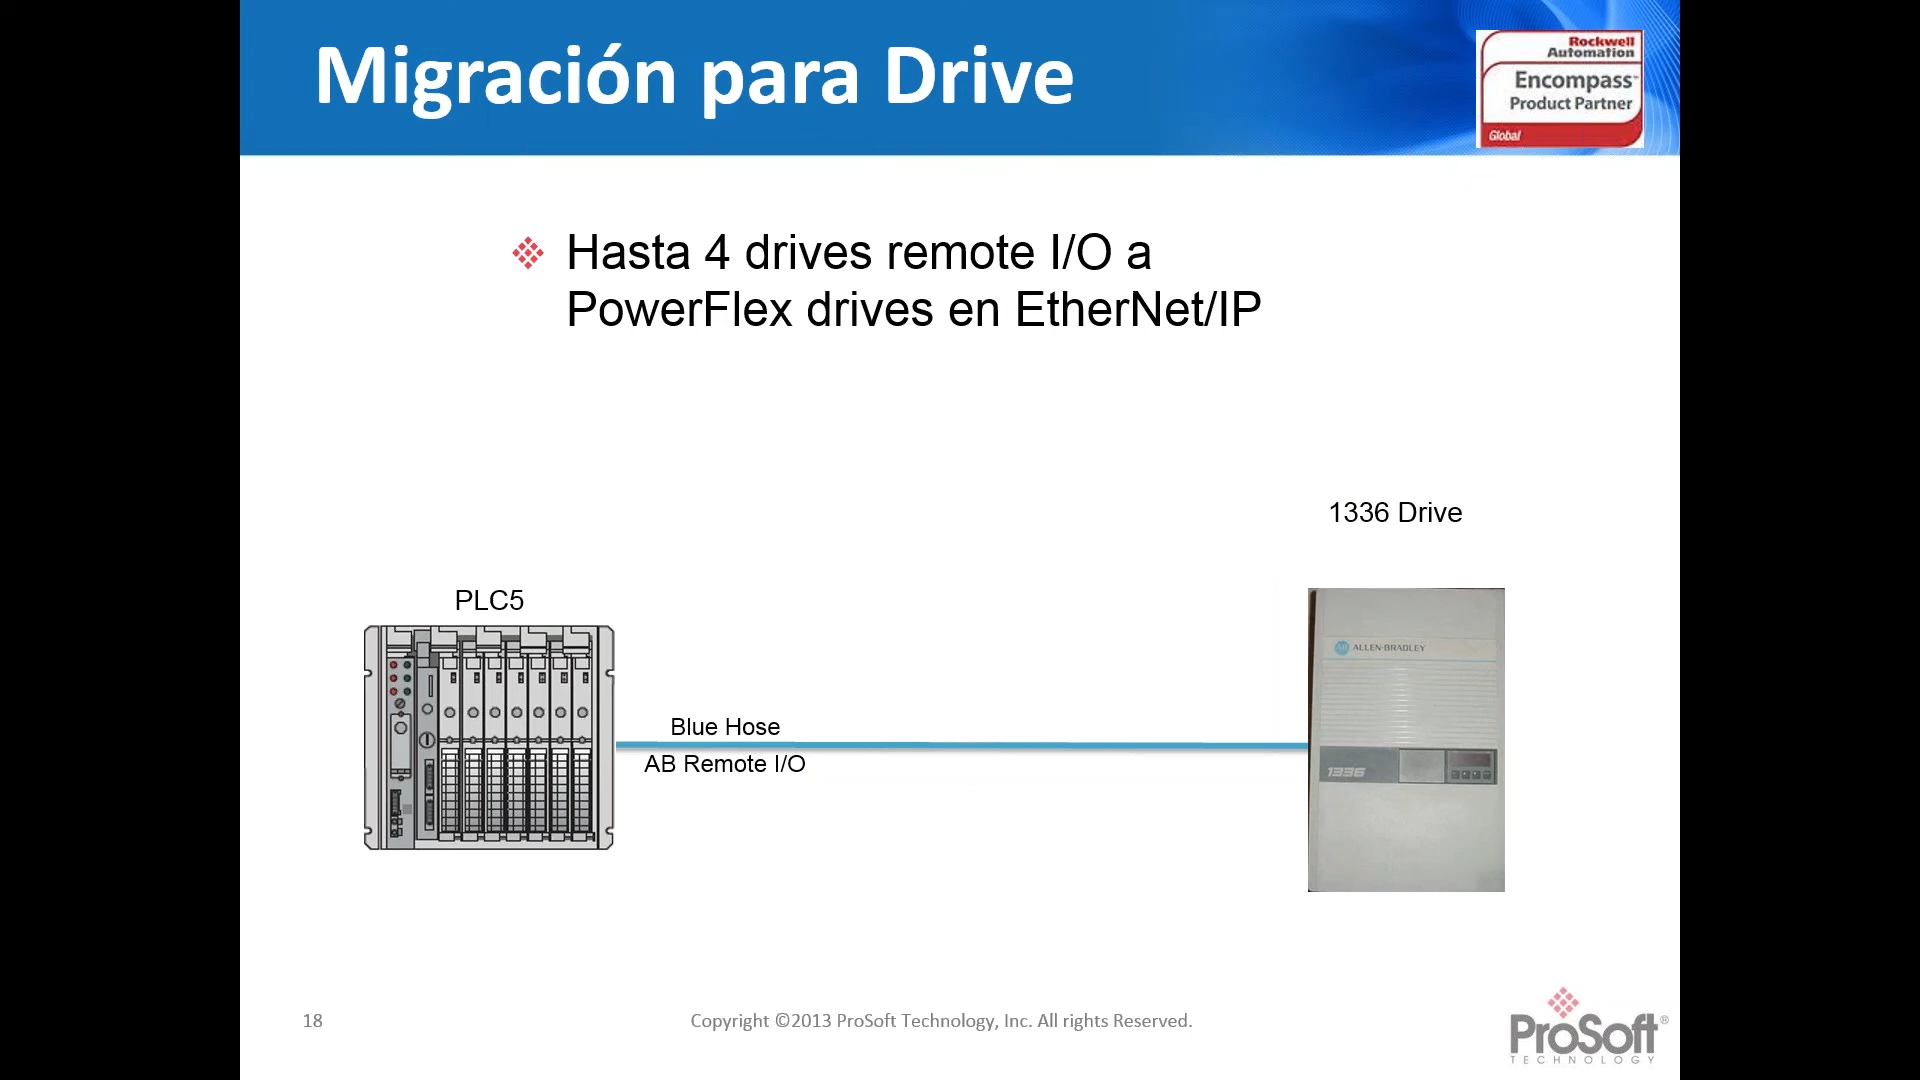 Migración para Drive
Rockwell
Automation
Encompass™
Product Partner
Global
Hasta 4 drives remote I/O a
PowerFlex drives en EtherNet/IP
1336 Drive
PLC5
ALLEN-BRADLEY
Blue Hose
AB Remote I/O
1336
18
Copyright ©2013 ProSoft Technology, Inc. All rights Reserved.
ProSoft®
TECHNOLOGY